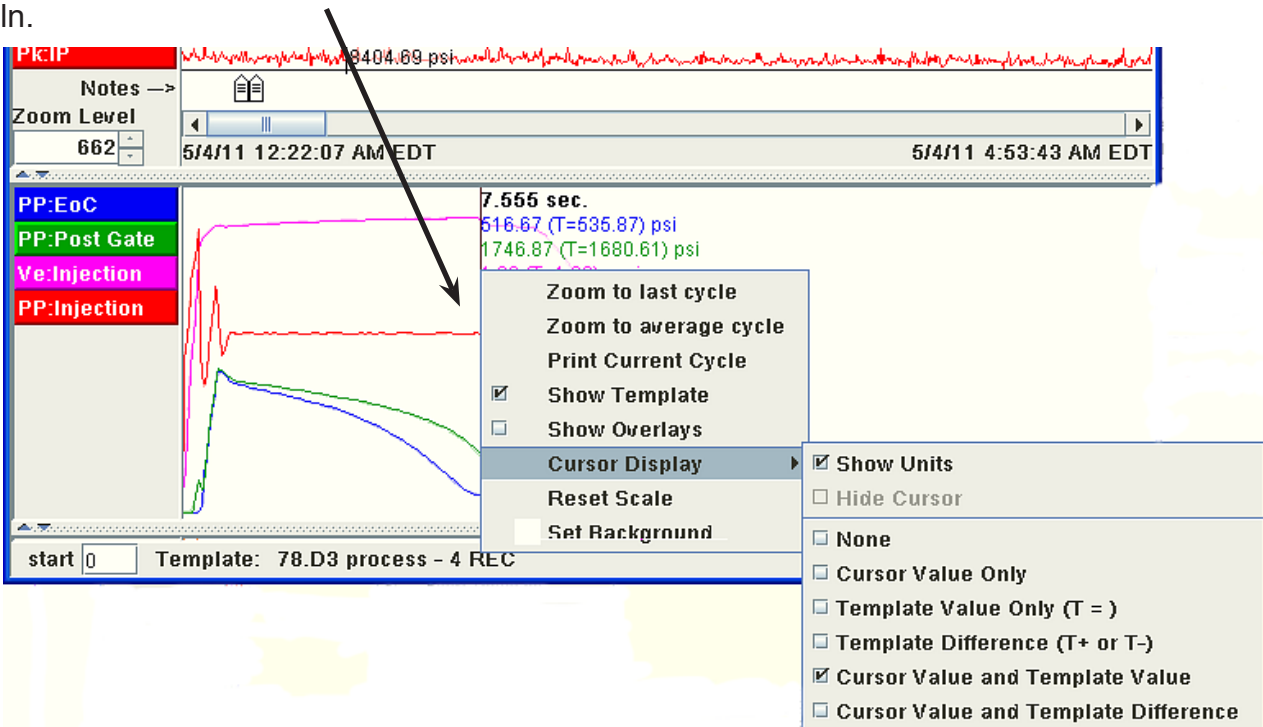 In.
Pk:IP
8404.69 psi
Notes —>
Zoom Level
662
5/4/11 12:22:07 AM EDT 5/4/11 4:53:43 AM EDT
PP:EoC
PP:Post Gate
Ve:Injection
PP:Injection
7.555 sec.
516.67 (T=535.87) psi
1746.87 (T=1680.61) psi
Zoom to last cycle
Zoom to average cycle
Print Current Cycle
Show Template
Show Overlays
Cursor Display
Reset Scale
Set Background
Show Units
Hide Cursor
None
Cursor Value Only
Template Value Only (T = )
Template Difference (T+ or T-)
Cursor Value and Template Value
Cursor Value and Template Difference
start 0 Template: 78.D3 process - 4 REC